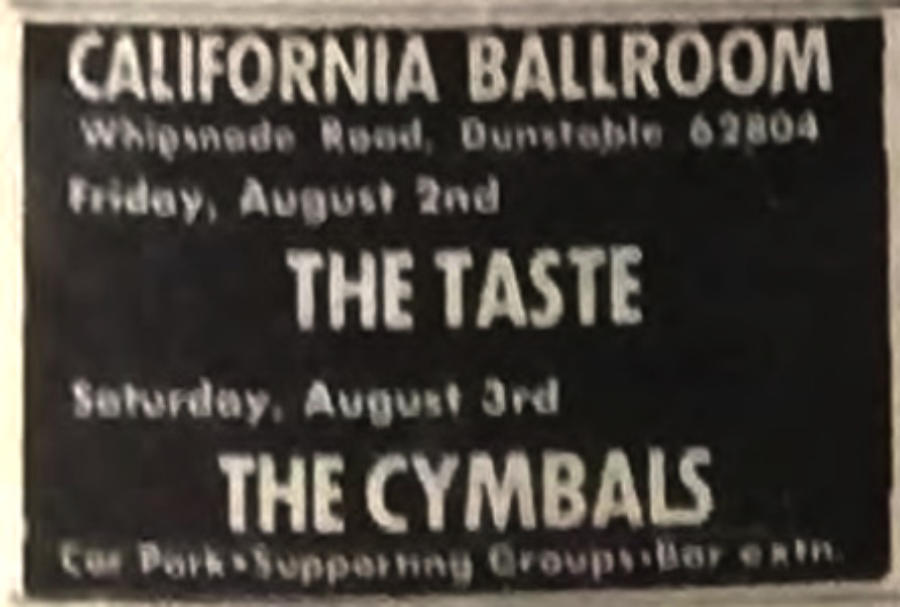 CALIFORNIA BALLROOM
Whipsnade Road, Dunstable 62804
Friday, August 2nd
THE TASTE
Saturday, August 3rd
THE CYMBALS
Car Park•Supporting Groups•Bar extn.